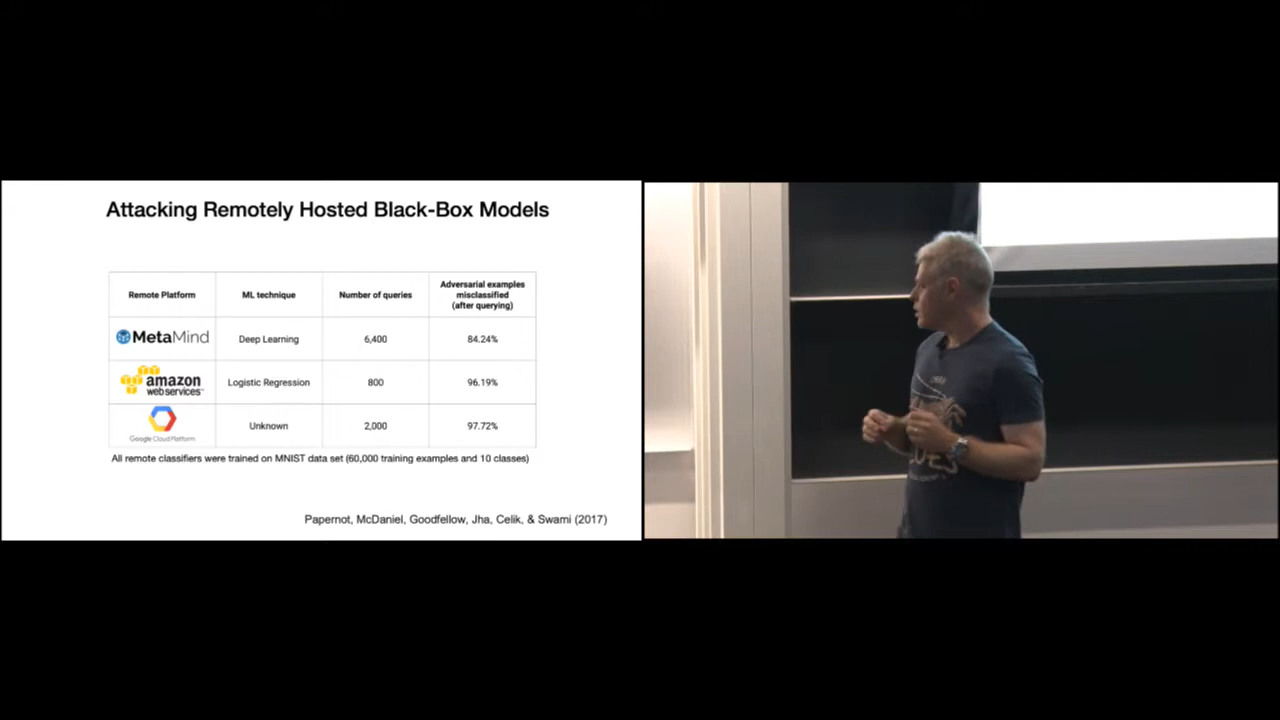 Attacking Remotely Hosted Black-Box Models
Remote Platform ML technique Number of queries Adversarial examples misclassified (after querying)
MetaMind Deep Learning 6,400 84.24%
amazon webservices™ Logistic Regression 800 96.19%
Google Cloud Platform Unknown 2,000 97.72%
All remote classifiers were trained on MNIST data set (60,000 training examples and 10 classes)
Papernot, McDaniel, Goodfellow, Jha, Celik, & Swami (2017)